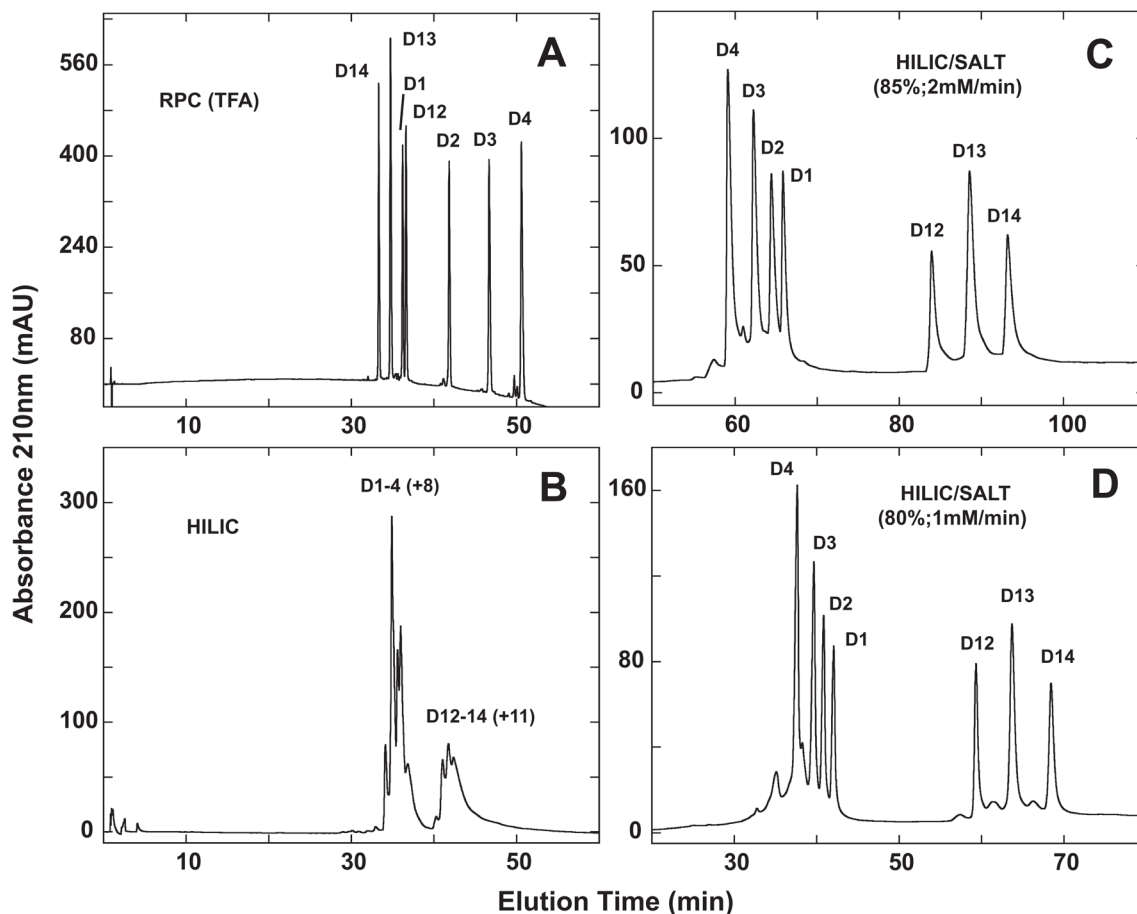 Absorbance 210nm (mAU)
A
RPC (TFA)
D14
D13
D1
D12
D2
D3
D4
560
400
240
80
10
30
50
C
HILIC/SALT
(85%;2mM/min)
D4
D3
D2
D1
D12
D13
D14
100
50
0
60
80
100
B
HILIC
D1-4 (+8)
D12-14 (+11)
300
200
100
0
10
30
50
D
HILIC/SALT
(80%;1mM/min)
D4
D3
D2
D1
D12
D13
D14
160
80
0
30
50
70
Elution Time (min)